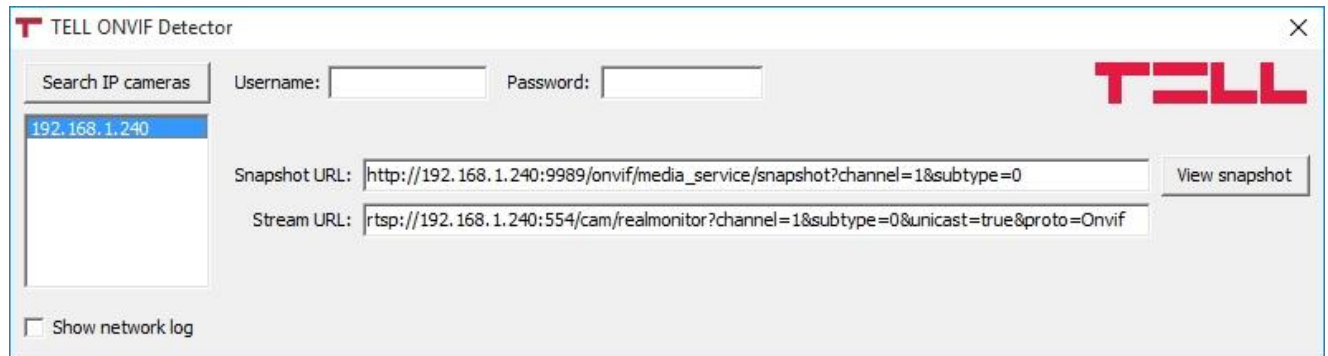 TELL ONVIF Detector
Search IP cameras Username: Password: TELL
192.168.1.240
Snapshot URL: http://192.168.1.240:9989/onvif/media_service/snapshot?channel=1&subtype=0 View snapshot
Stream URL: rtsp://192.168.1.240:554/cam/realmonitor?channel=1&subtype=0&unicast=true&proto=Onvif
Show network log